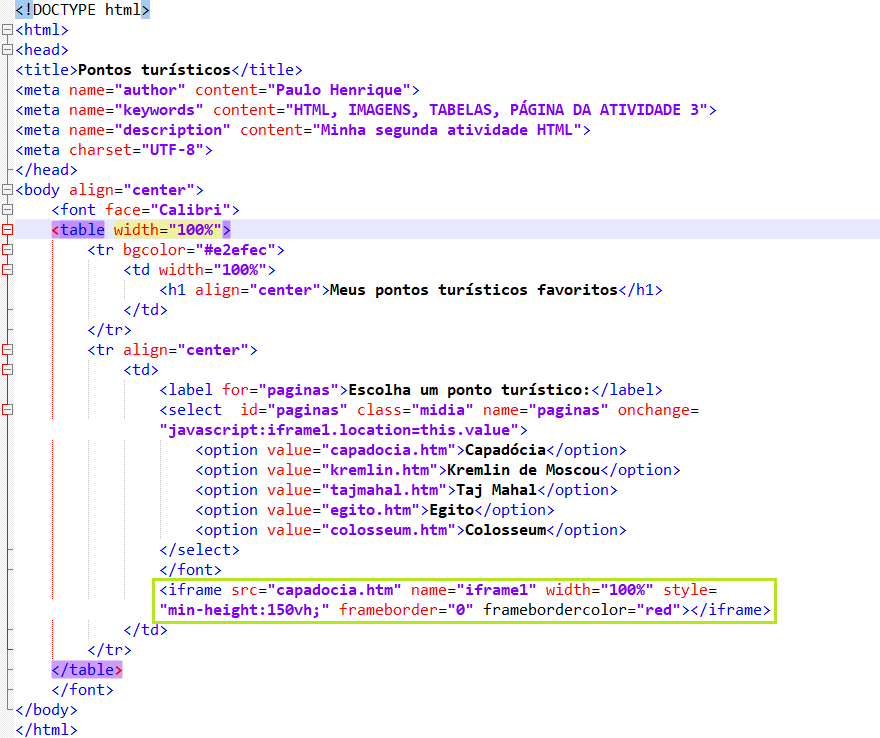 <!DOCTYPE html>
<html>
<head>
<title>Pontos turísticos</title>
<meta name="author" content="Paulo Henrique">
<meta name="keywords" content="HTML, IMAGENS, TABELAS, PÁGINA DA ATIVIDADE 3">
<meta name="description" content="Minha segunda atividade HTML">
<meta charset="UTF-8">
</head>
<body align="center">
<font face="Calibri">
<table width="100%">
<tr bgcolor="#e2efec">
<td width="100%">
<h1 align="center">Meus pontos turísticos favoritos</h1>
</td>
</tr>
<tr align="center">
<td>
<label for="paginas">Escolha um ponto turístico:</label>
<select  id="paginas" class="midia" name="paginas" onchange=
"javascript:iframe1.location=this.value">
<option value="capadocia.htm">Capadócia</option>
<option value="kremlin.htm">Kremlin de Moscou</option>
<option value="tajmahal.htm">Taj Mahal</option>
<option value="egito.htm">Egito</option>
<option value="colosseum.htm">Colosseum</option>
</select>
</font>
<iframe src="capadocia.htm" name="iframe1" width="100%" style=
"min-height:150vh;" frameborder="0" framebordercolor="red"></iframe>
</td>
</tr>
</table>
</font>
</body>
</html>